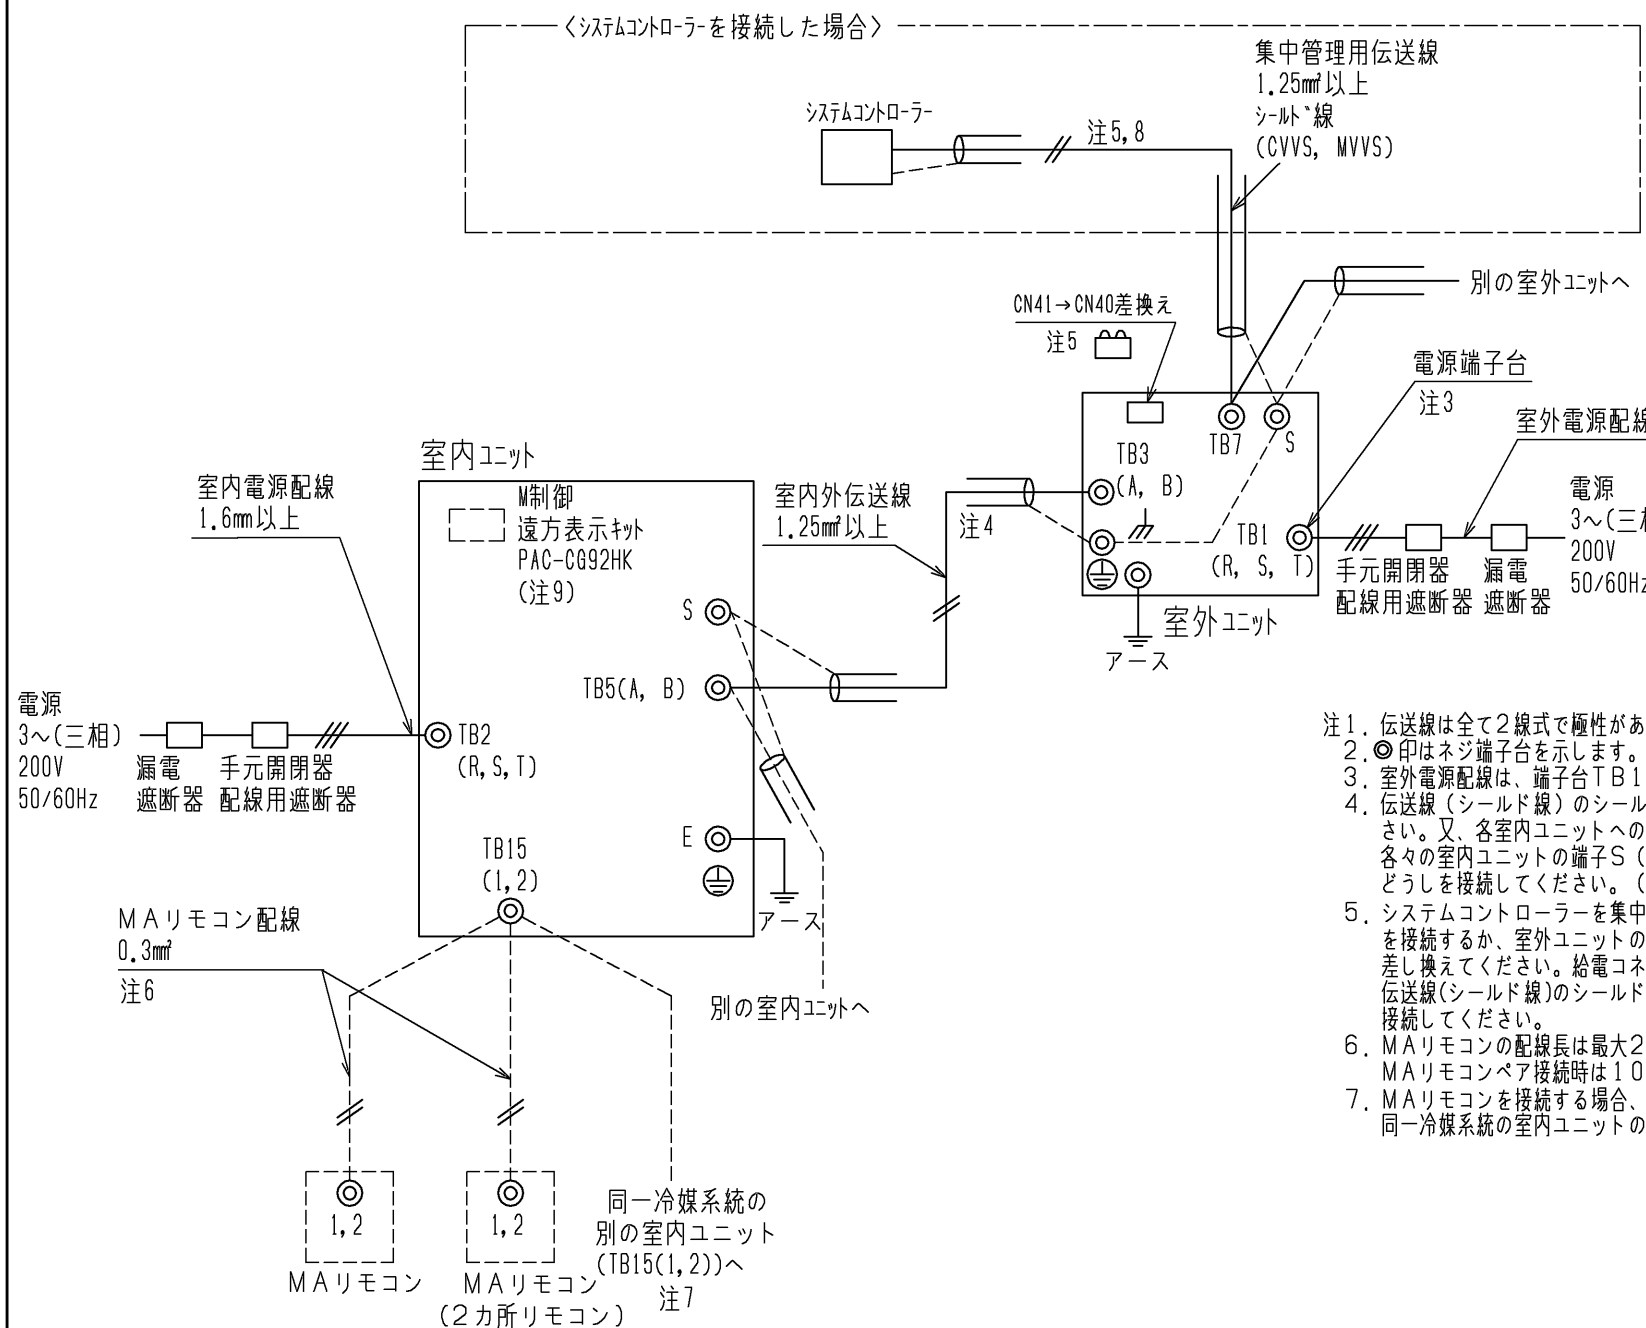 〈システムコントローラーを接続した場合〉
集中管理用伝送線
1.25m㎡以上
シールド線
(CVVS, MVVS)
システムコントローラー
注5,8
別の室外ユニットへ
CN41→CN40差換え
注5
電源端子台
注3
室外電源配線
TB7
S
TB3
(A, B)
TB1
(R, S, T)
電源
3〜(三相
200V
50/60Hz
手元開閉器
配線用遮断器
漏電
遮断器
室外ユニット
アース
室内ユニット
室内電源配線
1.6mm以上
M制御
遠方表示キット
PAC-CG92HK
(注9)
室内外伝送線
1.25m㎡以上
注4
S
TB5(A, B)
電源
3〜(三相)
200V
50/60Hz
漏電
遮断器
手元開閉器
配線用遮断器
TB2
(R,S,T)
E
アース
TB15
(1,2)
MAリモコン配線
0.3m㎡
注6
別の室内ユニットへ
1,2
MAリモコン
1,2
MAリモコン
(2カ所リモコン)
同一冷媒系統の
別の室内ユニット
(TB15(1,2))へ
注7
注1. 伝送線は全て2線式で極性があ
2. ◎印はネジ端子台を示します。
3. 室外電源配線は、端子台TB1
4. 伝送線(シールド線)のシール
さい。又、各室内ユニットへの
各々の室内ユニットの端子S(
どうしを接続してください。(
5. システムコントローラーを集中
を接続するか、室外ユニットの
差し換えてください。給電コネ
伝送線(シールド線)のシールド
接続してください。
6. MAリモコンの配線長は最大2
MAリモコンペア接続時は10
7. MAリモコンを接続する場合、
同一冷媒系統の室内ユニットの